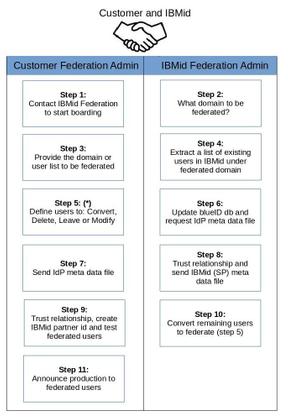 Customer and IBMid
Customer Federation Admin
IBMid Federation Admin
Step 1:
Contact IBMid Federation
to start boarding
Step 2:
What domain to be
federated?
Step 3:
Provide the domain or
user list to be federated
Step 4:
Extract a list of existing
users in IBMid under
federated domain
Step 5: (*)
Define users to: Convert,
Delete, Leave or Modify
Step 6:
Update blueID db and
request IdP meta data file
Step 7:
Send IdP meta data file
Step 8:
Trust relationship and
send IBMid (SP) meta
data file
Step 9:
Trust relationship, create
IBMid partner id and test
federated users
Step 10:
Convert remaining users
to federate (step 5)
Step 11:
Announce production to
federated users